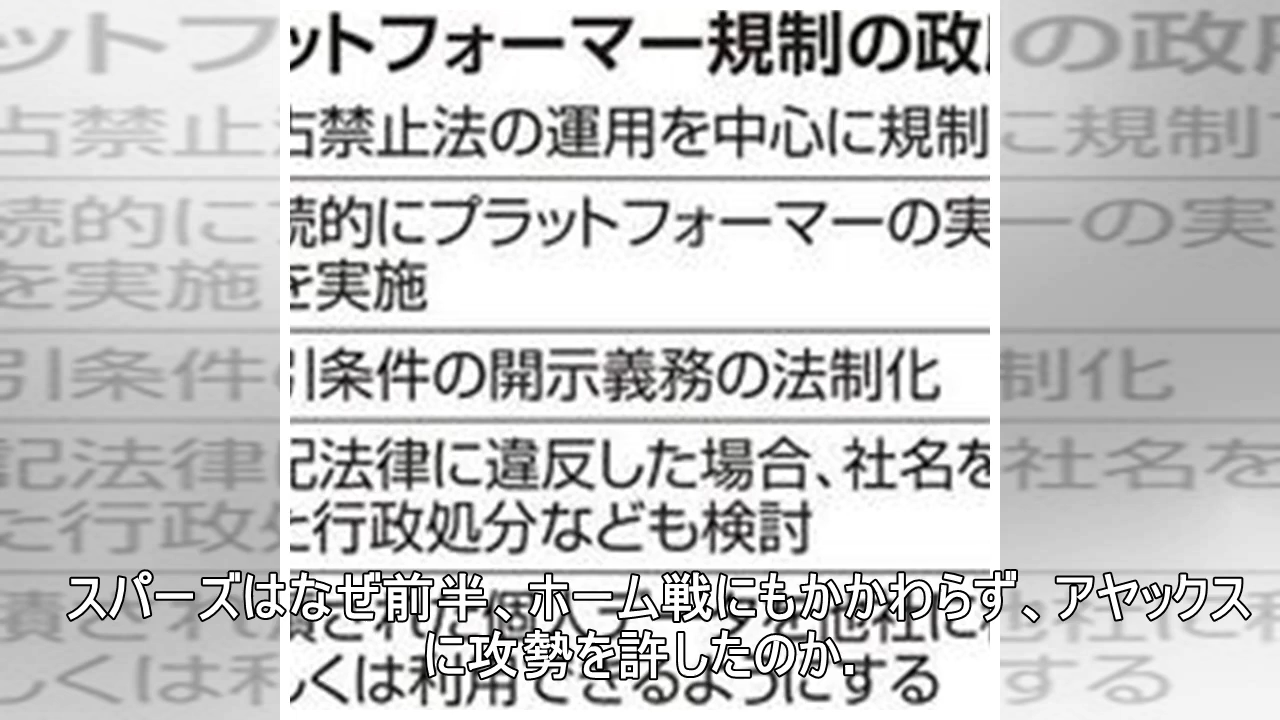 ットフォーマー規制の政
占禁止法の運用を中心に規制
続的にプラットフォーマーの実
を実施
引条件の開示義務の法制化
記法律に違反した場合、社名を
た行政処分なども検討
スパーズはなぜ前半、ホーム戦にもかかわらず、アヤックス
に攻勢を許したのか.
しくは利用できるようにする